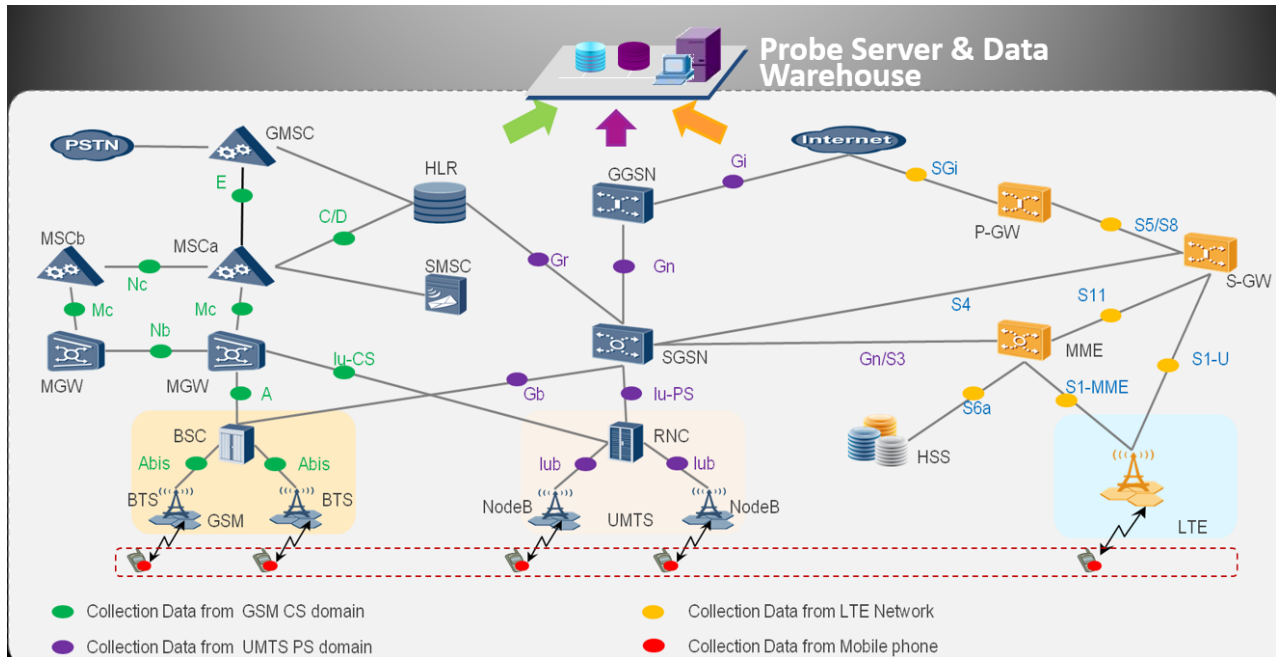 Probe Server & Data
Warehouse
PSTN
GMSC
Internet
E
HLR
GGSN
Gi
SGi
C/D
P-GW
S5/S8
MSCb
MSCa
Nc
SMSC
Gr
Gn
S-GW
Mc
Mc
S4
S11
Nb
Iu-CS
SGSN
Gn/S3
MME
S1-U
MGW
MGW
A
Gb
Iu-PS
S1-MME
S6a
BSC
RNC
HSS
Abis
Abis
Iub
Iub
BTS
BTS
NodeB
NodeB
GSM
UMTS
LTE
Collection Data from GSM CS domain
Collection Data from LTE Network
Collection Data from UMTS PS domain
Collection Data from Mobile phone